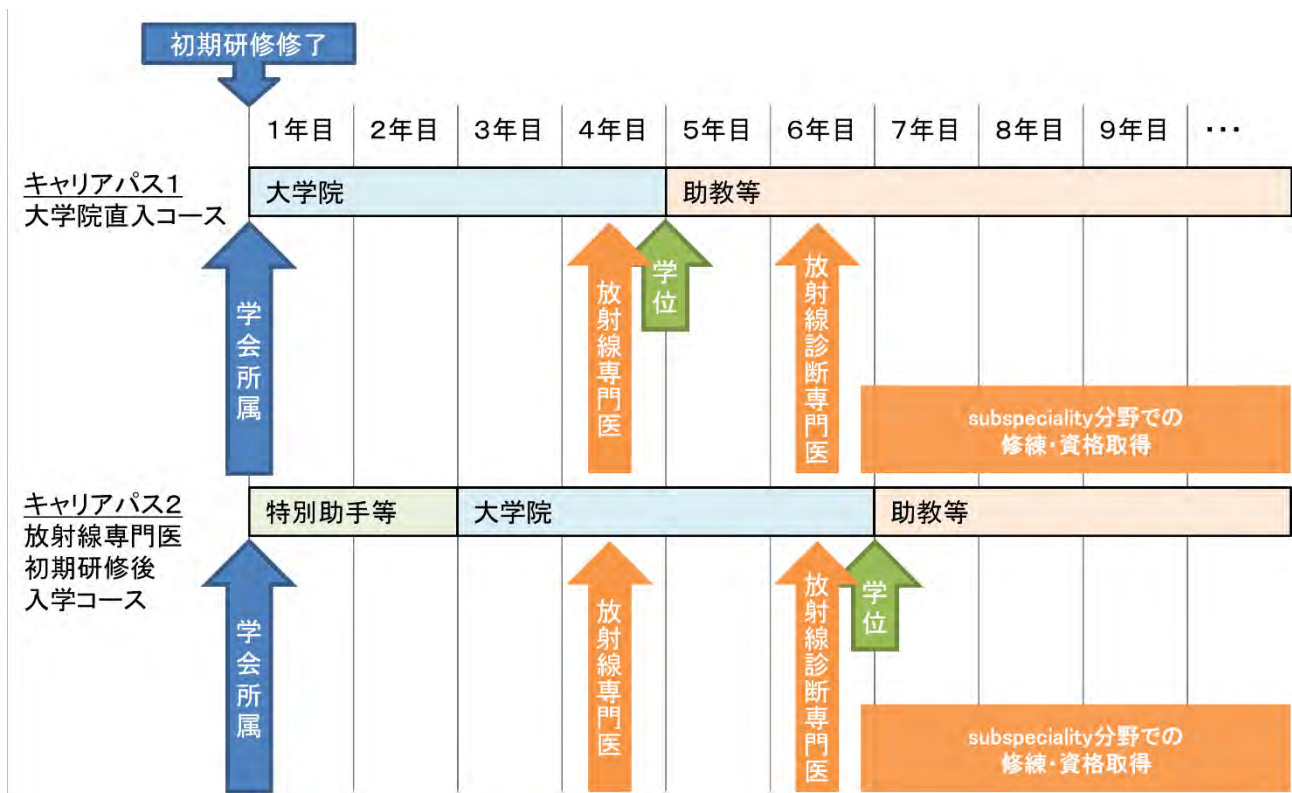 初期研修修了
1年目 2年目 3年目 4年目 5年目 6年目 7年目 8年目 9年目 ･･･
キャリアパス1
大学院直入コース
大学院
助教等
学会所属
放射線専門医
学位
放射線診断専門医
subspeciality分野での
修練・資格取得
キャリアパス2
放射線専門医
初期研修後
入学コース
特別助手等
大学院
助教等
学会所属
放射線専門医
放射線診断専門医
学位
subspeciality分野での
修練・資格取得